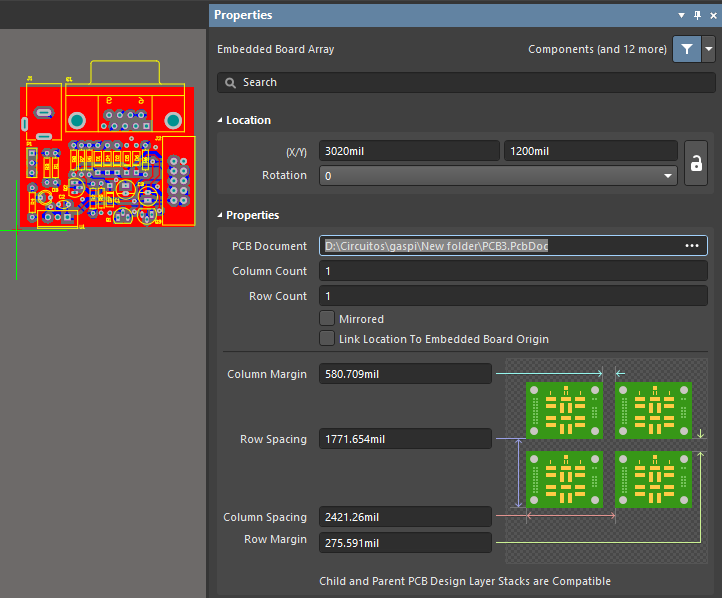 Properties
Embedded Board Array
Components (and 12 more)
Search
Location
(X/Y)
3020mil
1200mil
Rotation
0
Properties
PCB Document
D:\Circuitos\gaspi\New folder\PCB3.PcbDoc
Column Count
1
Row Count
1
Mirrored
Link Location To Embedded Board Origin
Column Margin
580.709mil
Row Spacing
1771.654mil
Column Spacing
2421.26mil
Row Margin
275.591mil
Child and Parent PCB Design Layer Stacks are Compatible